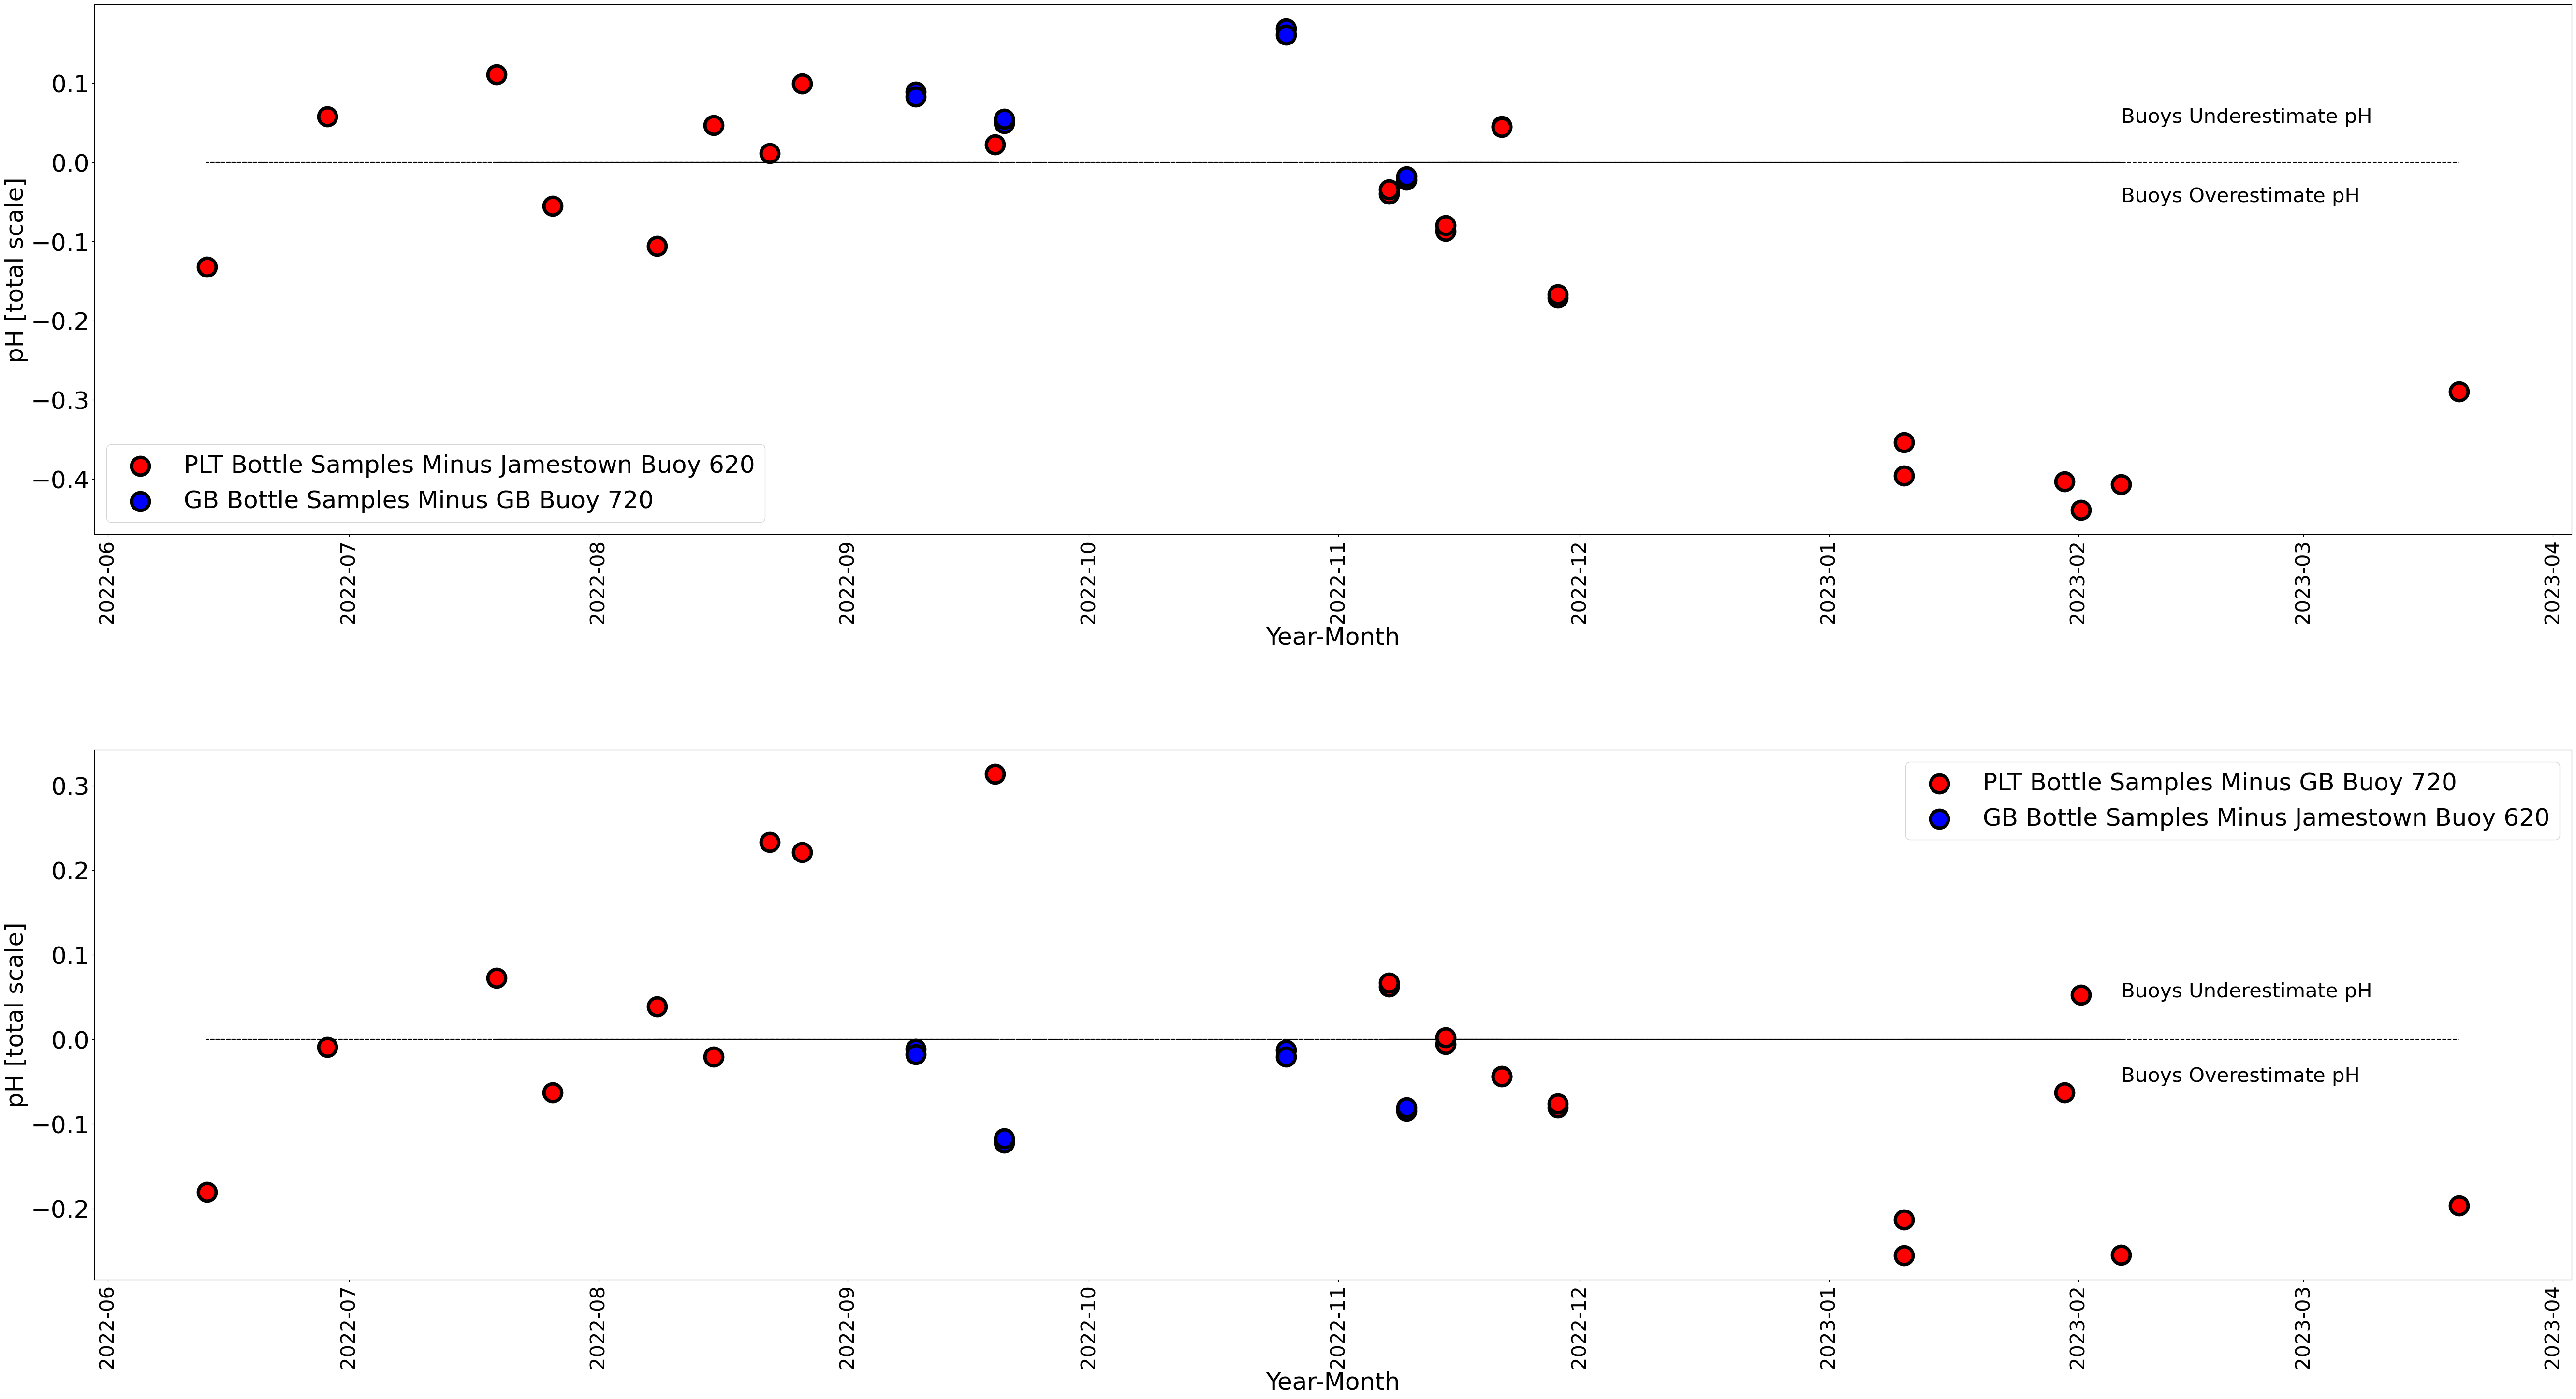 0.1
0.0
−0.1
−0.2
−0.3
−0.4
pH [total scale]
Buoys Underestimate pH
Buoys Overestimate pH
PLT Bottle Samples Minus Jamestown Buoy 620
GB Bottle Samples Minus GB Buoy 720
2022-06
2022-07
2022-08
2022-09
2022-10
2022-11
2022-12
2023-01
2023-02
2023-03
2023-04
Year-Month
0.3
0.2
0.1
0.0
−0.1
−0.2
pH [total scale]
PLT Bottle Samples Minus GB Buoy 720
GB Bottle Samples Minus Jamestown Buoy 620
Buoys Underestimate pH
Buoys Overestimate pH
2022-06
2022-07
2022-08
2022-09
2022-10
2022-11
2022-12
2023-01
2023-02
2023-03
2023-04
Year-Month